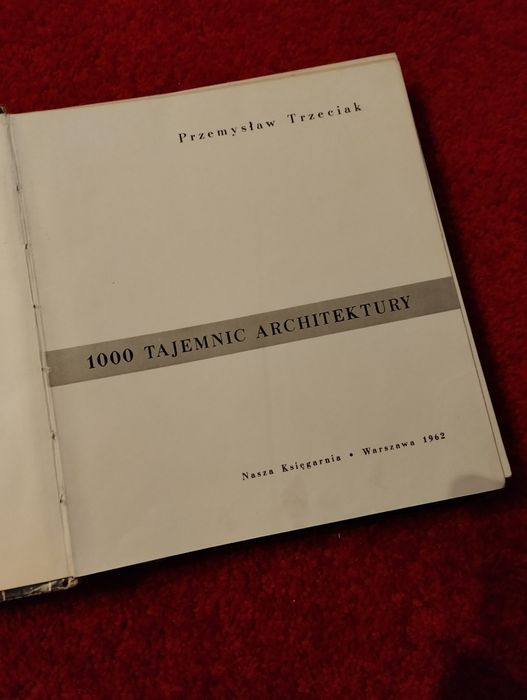 Przemysław Trzeciak
1000 TAJEMNIC ARCHITEKTURY
Nasza Księgarnia • Warszawa 1962